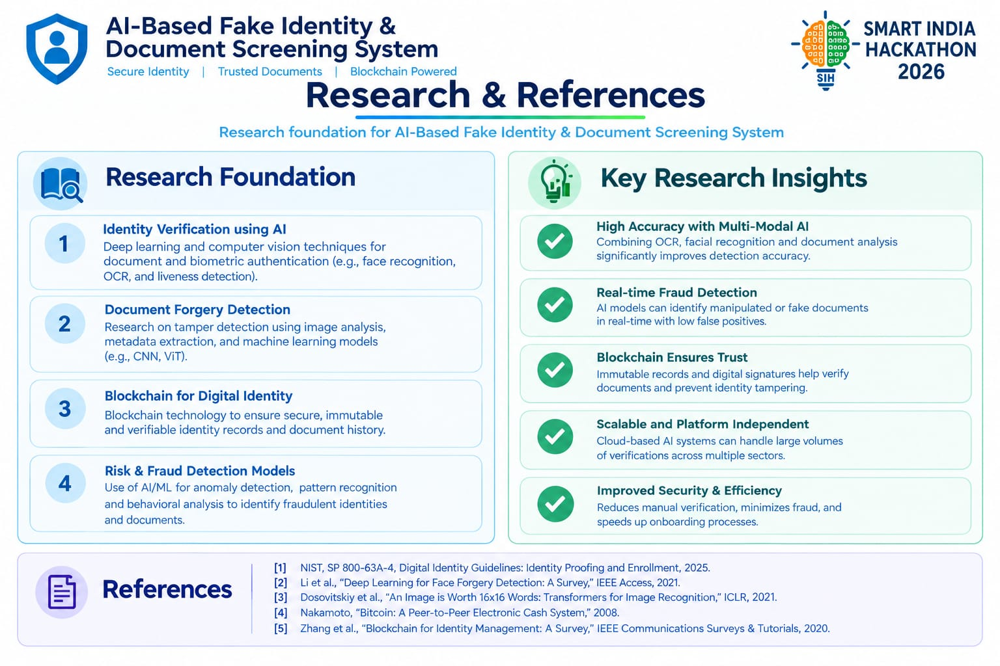 AI-Based Fake Identity &
Document Screening System
Secure Identity | Trusted Documents | Blockchain Powered
SIH
SMART INDIA
HACKATHON
2026
Research & References
Research foundation for AI-Based Fake Identity & Document Screening System
Research Foundation
1
Identity Verification using AI
Deep learning and computer vision techniques for
document and biometric authentication (e.g., face recognition,
OCR, and liveness detection).
2
Document Forgery Detection
Research on tamper detection using image analysis,
metadata extraction, and machine learning models
(e.g., CNN, ViT).
3
Blockchain for Digital Identity
Blockchain technology to ensure secure, immutable
and verifiable identity records and document history.
4
Risk & Fraud Detection Models
Use of AI/ML for anomaly detection, pattern recognition
and behavioral analysis to identify fraudulent identities
and documents.
Key Research Insights
High Accuracy with Multi-Modal AI
Combining OCR, facial recognition and document analysis
significantly improves detection accuracy.
Real-time Fraud Detection
AI models can identify manipulated or fake documents
in real-time with low false positives.
Blockchain Ensures Trust
Immutable records and digital signatures help verify
documents and prevent identity tampering.
Scalable and Platform Independent
Cloud-based AI systems can handle large volumes
of verifications across multiple sectors.
Improved Security & Efficiency
Reduces manual verification, minimizes fraud, and
speeds up onboarding processes.
References
[1] NIST, SP 800-63A-4, Digital Identity Guidelines: Identity Proofing and Enrollment, 2025.
[2] Li et al., “Deep Learning for Face Forgery Detection: A Survey,” IEEE Access, 2021.
[3] Dosovitskiy et al., “An Image is Worth 16x16 Words: Transformers for Image Recognition,” ICLR, 2021.
[4] Nakamoto, “Bitcoin: A Peer-to-Peer Electronic Cash System,” 2008.
[5] Zhang et al., “Blockchain for Identity Management: A Survey,” IEEE Communications Surveys & Tutorials, 2020.